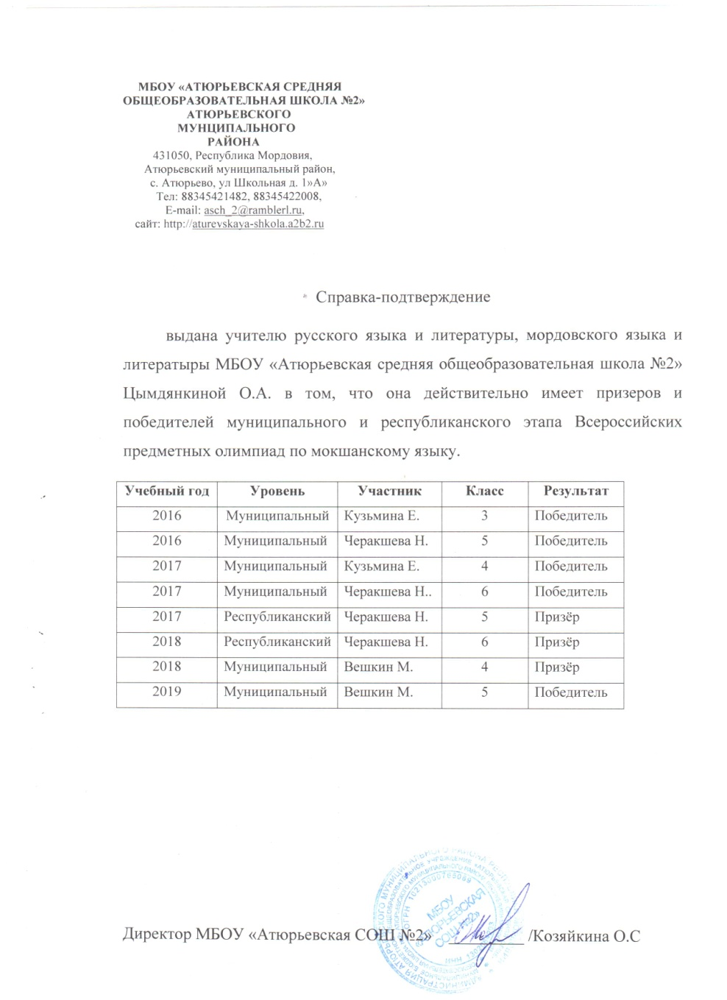 МБОУ «АТЮРЬЕВСКАЯ СРЕДНЯЯ
ОБЩЕОБРАЗОВАТЕЛЬНАЯ ШКОЛА №2»
АТЮРЬЕВСКОГО
МУНЦИПАЛЬНОГО
РАЙОНА
431050, Республика Мордовия,
Атюрьевский муниципальный район,
с. Атюрьево, ул Школьная д. 1»А»
Тел: 88345421482, 88345422008,
E-mail: asch_2@ramblerl.ru,
сайт: http://aturevskaya-shkola.a2b2.ru
Справка-подтверждение
выдана учителю русского языка и литературы, мордовского языка и
литератыры МБОУ «Атюрьевская средняя общеобразовательная школа №2»
Цымдянкиной О.А. в том, что она действительно имеет призеров и
победителей муниципального и республиканского этапа Всероссийских
предметных олимпиад по мокшанскому языку.
Учебный год Уровень Участник Класс Результат
2016 Муниципальный Кузьмина Е. 3 Победитель
2016 Муниципальный Черакшева Н. 5 Победитель
2017 Муниципальный Кузьмина Е. 4 Победитель
2017 Муниципальный Черакшева Н.. 6 Победитель
2017 Республиканский Черакшева Н. 5 Призёр
2018 Республиканский Черакшева Н. 6 Призёр
2018 Муниципальный Вешкин М. 4 Призёр
2019 Муниципальный Вешкин М. 5 Победитель
МБОУ
«АТЮРЬЕВСКАЯ
СОШ №2»
Директор МБОУ «Атюрьевская СОШ №2» /Козяйкина О.С